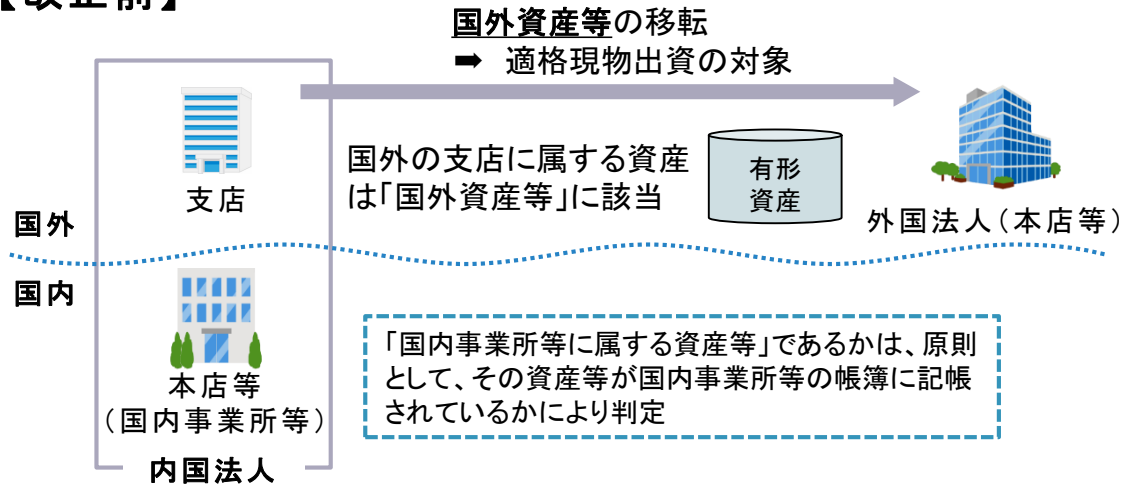 【改正前】
国外資産等の移転
➡ 適格現物出資の対象
国外の支店に属する資産
は「国外資産等」に該当
有形
資産
支店
外国法人（本店等）
国外
国内
本店等
（国内事業所等）
内国法人
「国内事業所等に属する資産等」であるかは、原則
として、その資産等が国内事業所等の帳簿に記帳
されているかにより判定